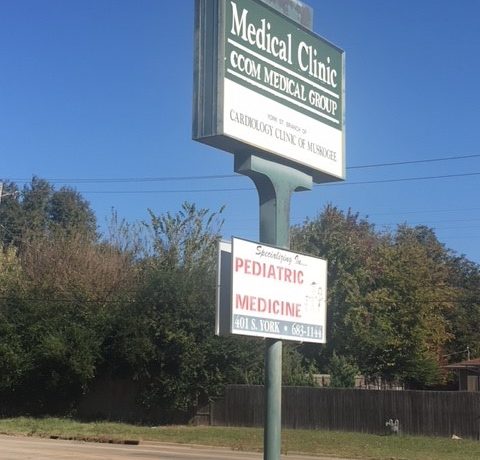 Medical Clinic
CCOM MEDICAL GROUP
YORK ST. BRANCH OF
CARDIOLOGY CLINIC OF MUSKOGEE
Specializing In...
PEDIATRIC
MEDICINE
401 S. YORK * 683-1144